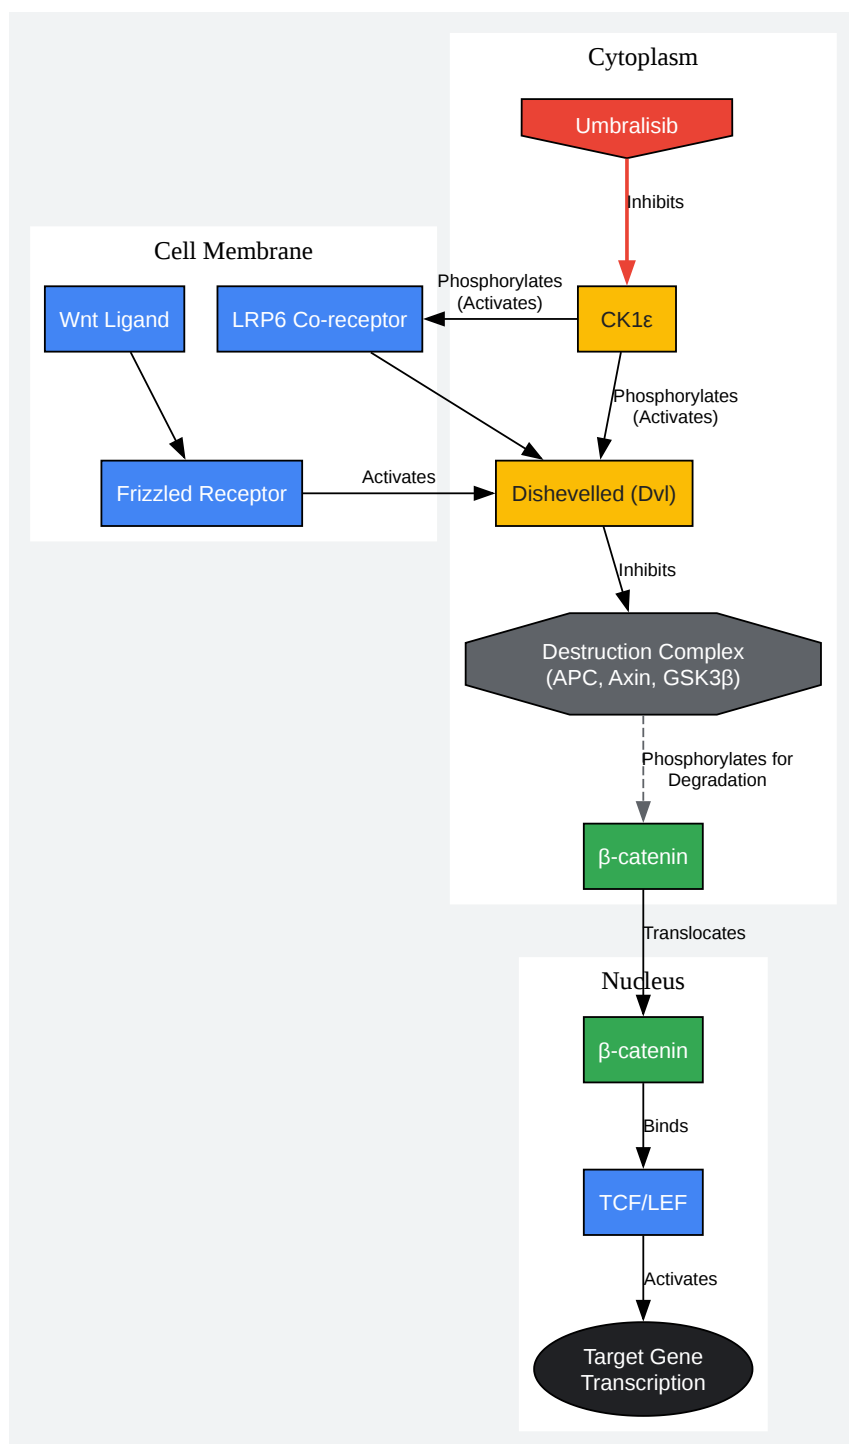 Cytoplasm
Umbralisib
Inhibits
Cell Membrane
Phosphorylates
(Activates)
Wnt Ligand
LRP6 Co-receptor
CK1ε
Phosphorylates
(Activates)
Activates
Frizzled Receptor
Dishevelled (Dvl)
Inhibits
Destruction Complex
(APC, Axin, GSK3β)
Phosphorylates for
Degradation
β-catenin
Translocates
Nucleus
β-catenin
Binds
TCF/LEF
Activates
Target Gene
Transcription